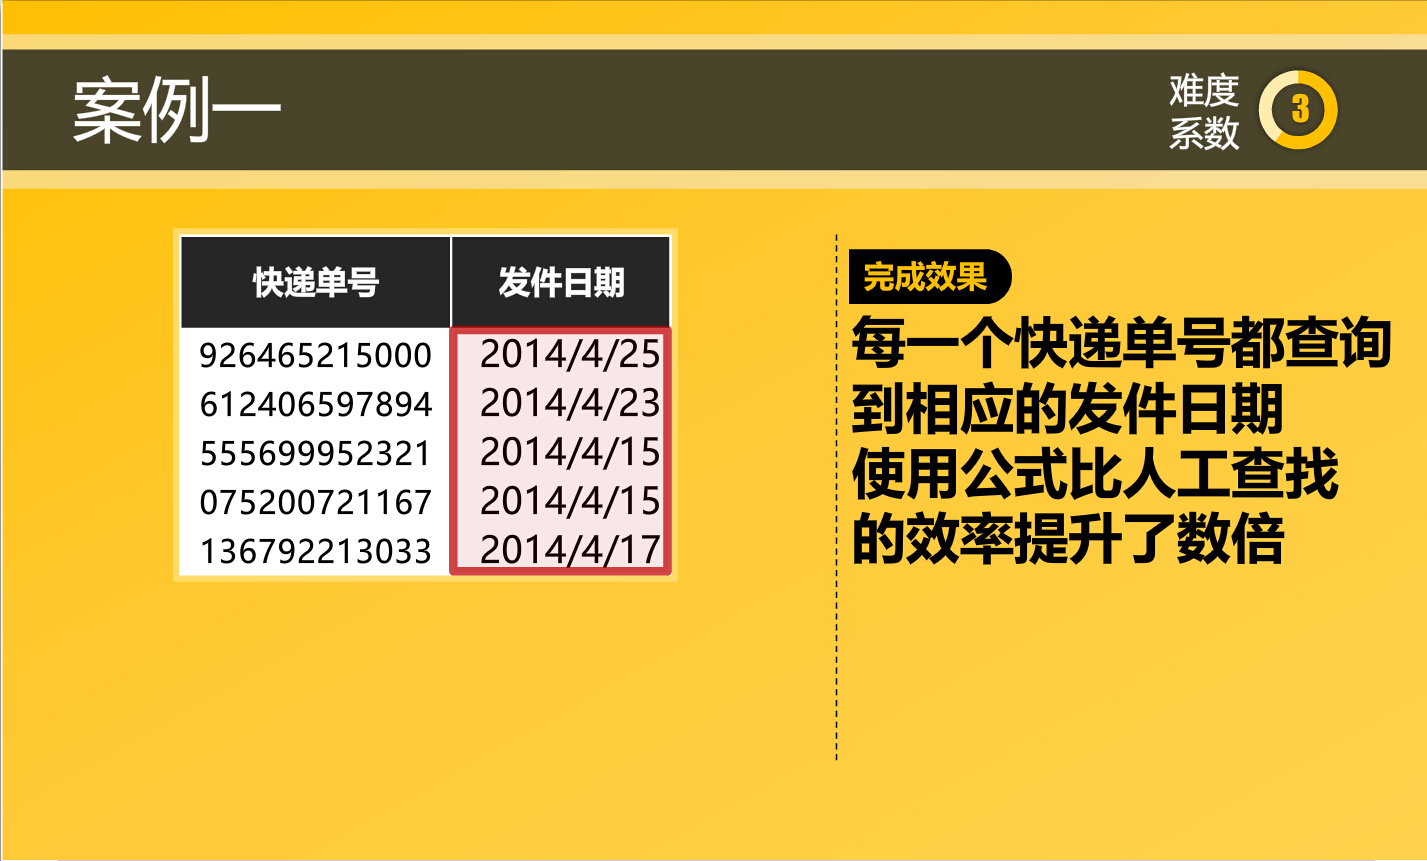 案例一
难度
系数
3
快递单号 发件日期
926465215000 2014/4/25
612406597894 2014/4/23
555699952321 2014/4/15
075200721167 2014/4/15
136792213033 2014/4/17
完成效果
每一个快递单号都查询
到相应的发件日期
使用公式比人工查找
的效率提升了数倍